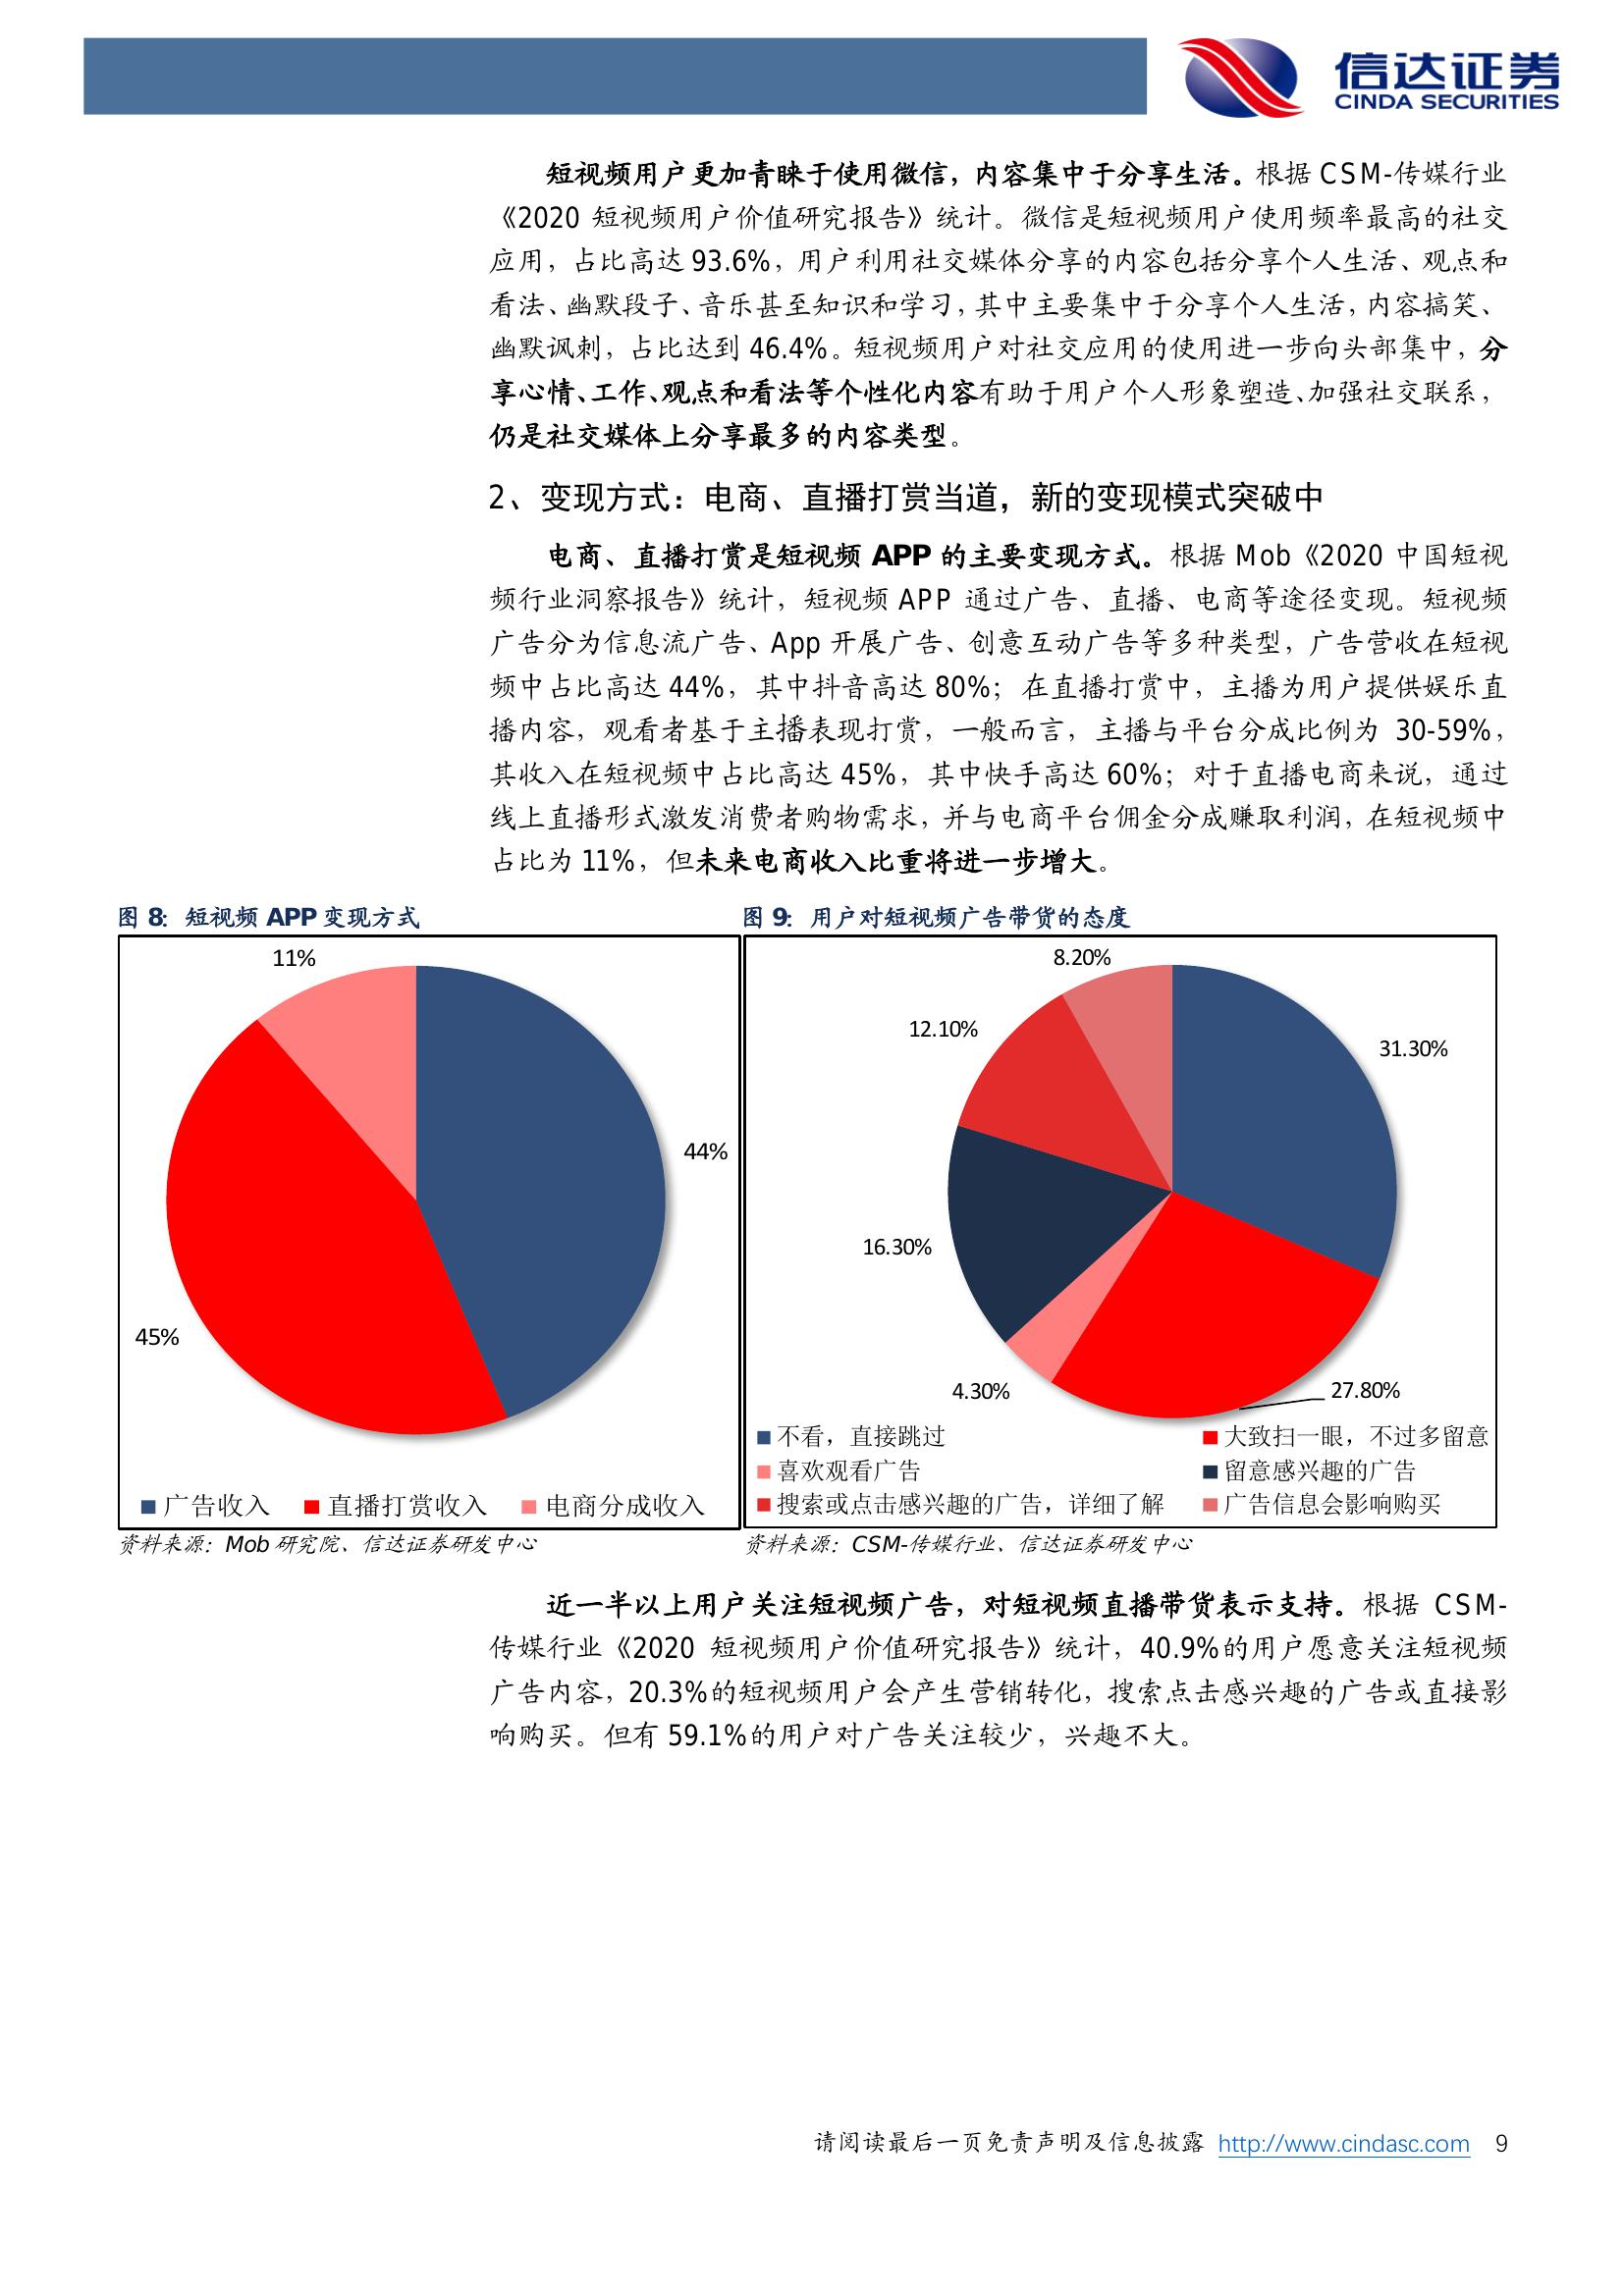 信达证券
CINDA SECURITIES
短视频用户更加青睐于使用微信，内容集中于分享生活。根据 CSM-传媒行业
《2020 短视频用户价值研究报告》统计。微信是短视频用户使用频率最高的社交
应用，占比高达 93.6%，用户利用社交媒体分享的内容包括分享个人生活、观点和
看法、幽默段子、音乐甚至知识和学习，其中主要集中于分享个人生活，内容搞笑、
幽默讽刺，占比达到 46.4%。短视频用户对社交应用的使用进一步向头部集中，分
享心情、工作、观点和看法等个性化内容有助于用户个人形象塑造、加强社交联系，
仍是社交媒体上分享最多的内容类型。
2、变现方式：电商、直播打赏当道，新的变现模式突破中
电商、直播打赏是短视频 APP 的主要变现方式。根据 Mob《2020 中国短视
频行业洞察报告》统计，短视频 APP 通过广告、直播、电商等途径变现。短视频
广告分为信息流广告、App 开展广告、创意互动广告等多种类型，广告营收在短视
频中占比高达 44%，其中抖音高达 80%；在直播打赏中，主播为用户提供娱乐直
播内容，观看者基于主播表现打赏，一般而言，主播与平台分成比例为 30-59%，
其收入在短视频中占比高达 45%，其中快手高达 60%；对于直播电商来说，通过
线上直播形式激发消费者购物需求，并与电商平台佣金分成赚取利润，在短视频中
占比为 11%，但未来电商收入比重将进一步增大。
图 8：短视频 APP 变现方式
11%
44%
45%
广告收入 直播打赏收入 电商分成收入
资料来源：Mob 研究院、信达证券研发中心
图 9：用户对短视频广告带货的态度
8.20%
12.10%
31.30%
16.30%
4.30%
27.80%
不看，直接跳过 大致扫一眼，不过多留意
喜欢观看广告 留意感兴趣的广告
搜索或点击感兴趣的广告，详细了解 广告信息会影响购买
资料来源：CSM-传媒行业、信达证券研发中心
近一半以上用户关注短视频广告，对短视频直播带货表示支持。根据 CSM-
传媒行业《2020 短视频用户价值研究报告》统计，40.9%的用户愿意关注短视频
广告内容，20.3%的短视频用户会产生营销转化，搜索点击感兴趣的广告或直接影
响购买。但有 59.1%的用户对广告关注较少，兴趣不大。
请阅读最后一页免责声明及信息披露 http://www.cindasc.com 9